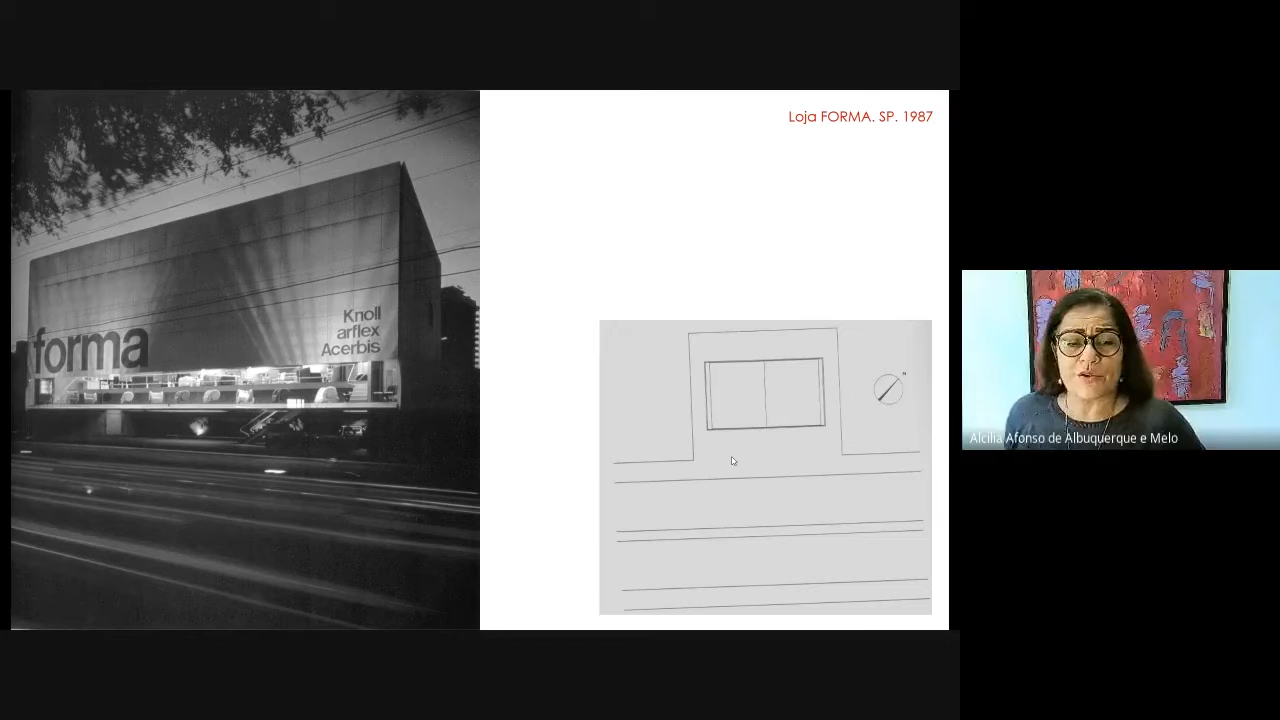 Loja FORMA. SP. 1987
forma
Knoll
arflex
Acerbis
N
Alcilia Afonso de Albuquerque e Melo